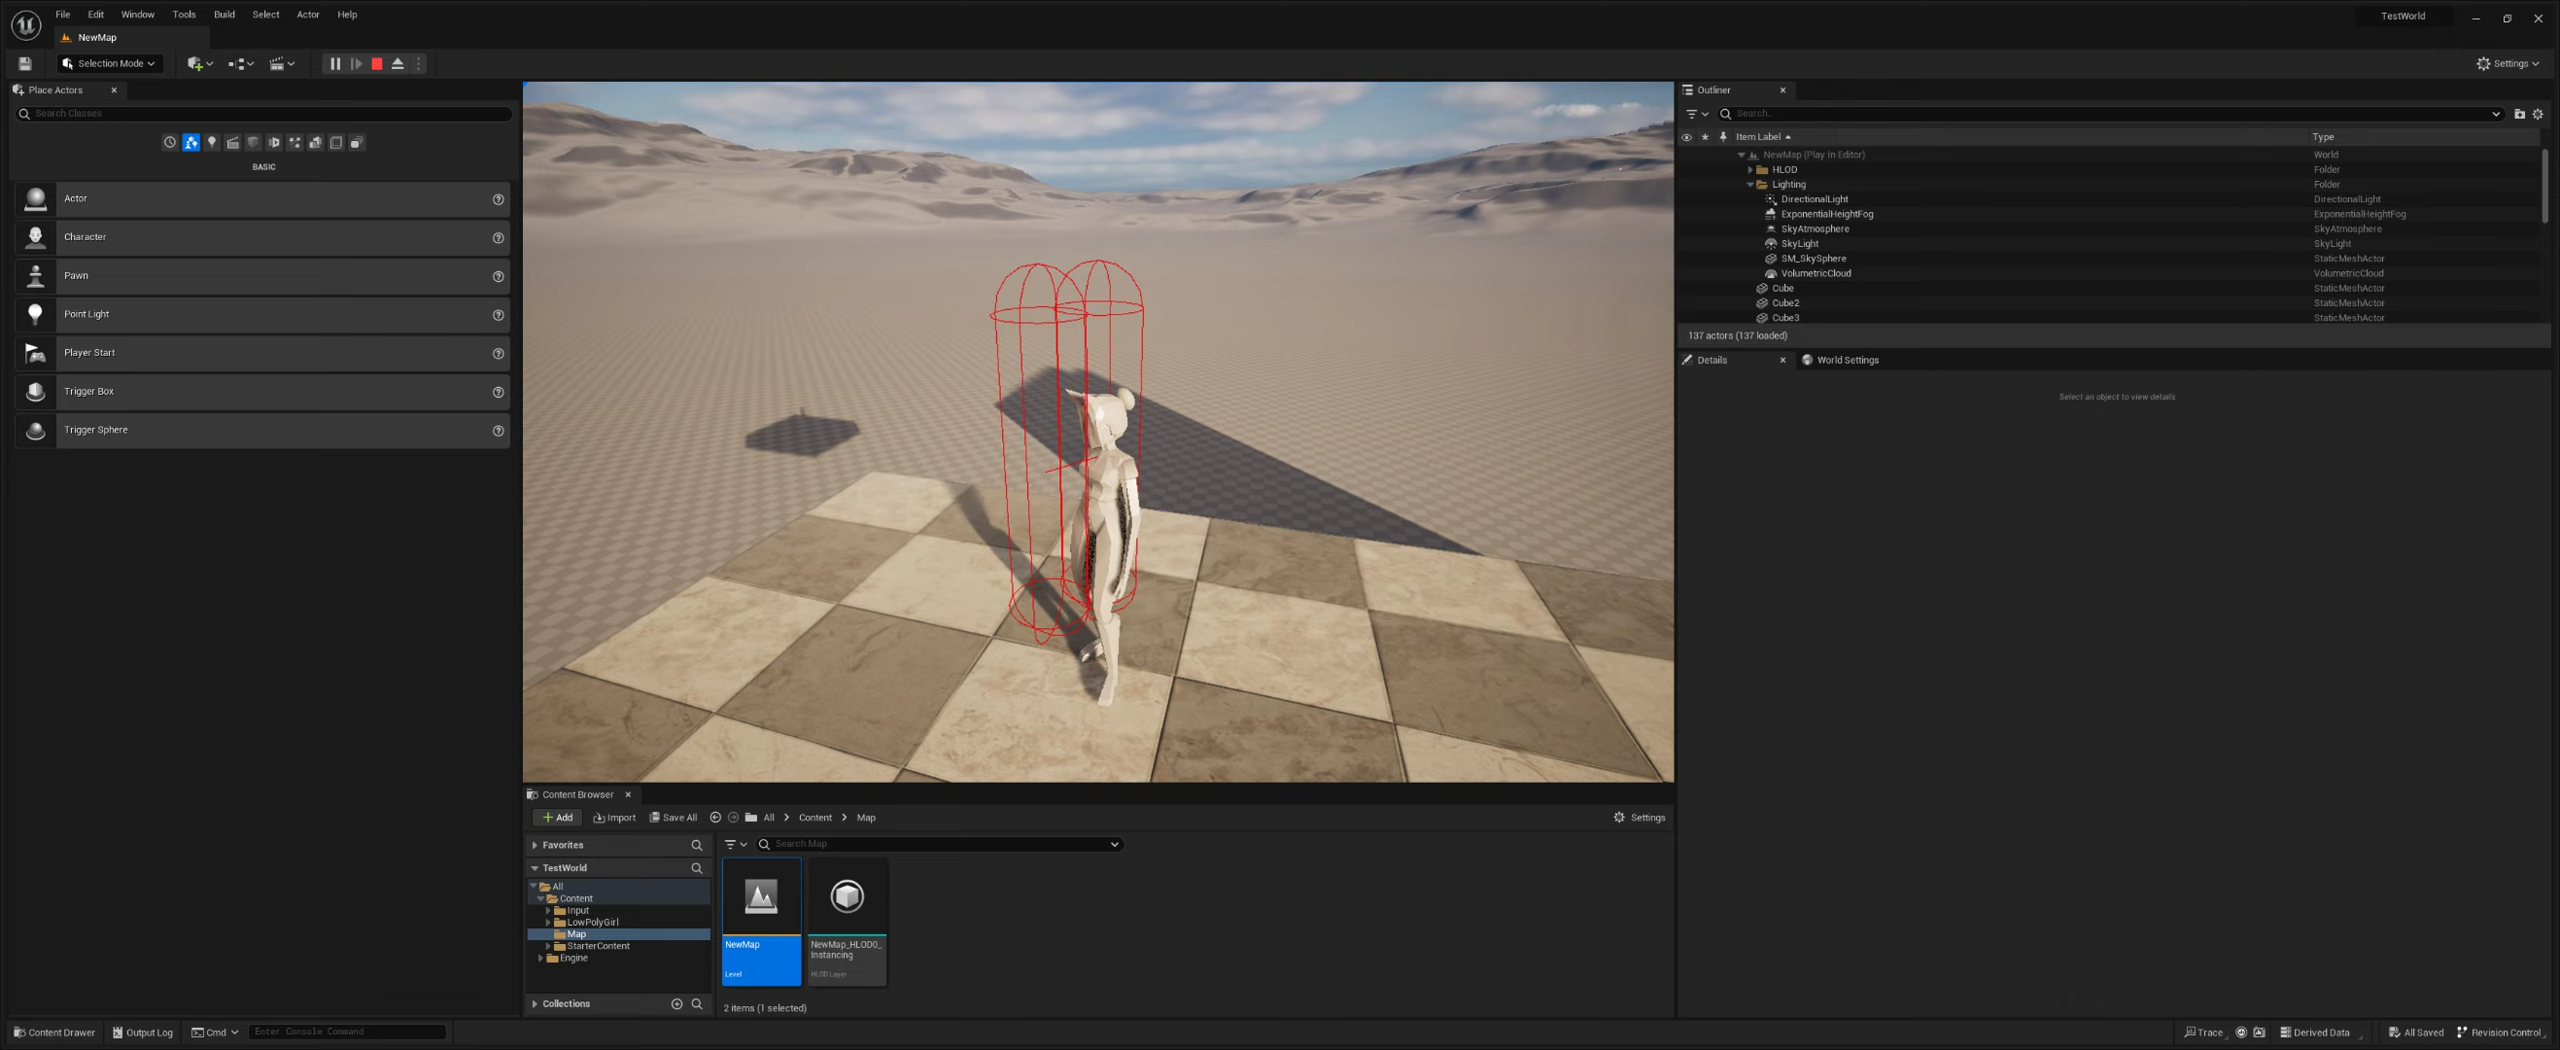 File Edit Window Tools Build Select Actor Help
TestWorld
NewMap
Selection Mode
Settings
Place Actors
Search Classes
BASIC
Actor
Character
Pawn
Point Light
Player Start
Trigger Box
Trigger Sphere
Outliner
Search...
Item Label Type
NewMap (Play In Editor) World
HLOD Folder
Lighting Folder
DirectionalLight DirectionalLight
ExponentialHeightFog ExponentialHeightFog
SkyAtmosphere SkyAtmosphere
SkyLight SkyLight
SM_SkySphere StaticMeshActor
VolumetricCloud VolumetricCloud
Cube StaticMeshActor
Cube2 StaticMeshActor
Cube3 StaticMeshActor
137 actors (137 loaded)
Details World Settings
Select an object to view details
Content Browser
Add Import Save All All Content Map Settings
Favorites
Search Map
TestWorld
All
Content
Input
LowPolyGirl
Map
StarterContent
Engine
Collections
NewMap
Level
NewMap_HLOD0_
Instancing
HLOD Layer
2 items (1 selected)
Content Drawer Output Log Cmd Enter Console Command Trace Derived Data All Saved Revision Control